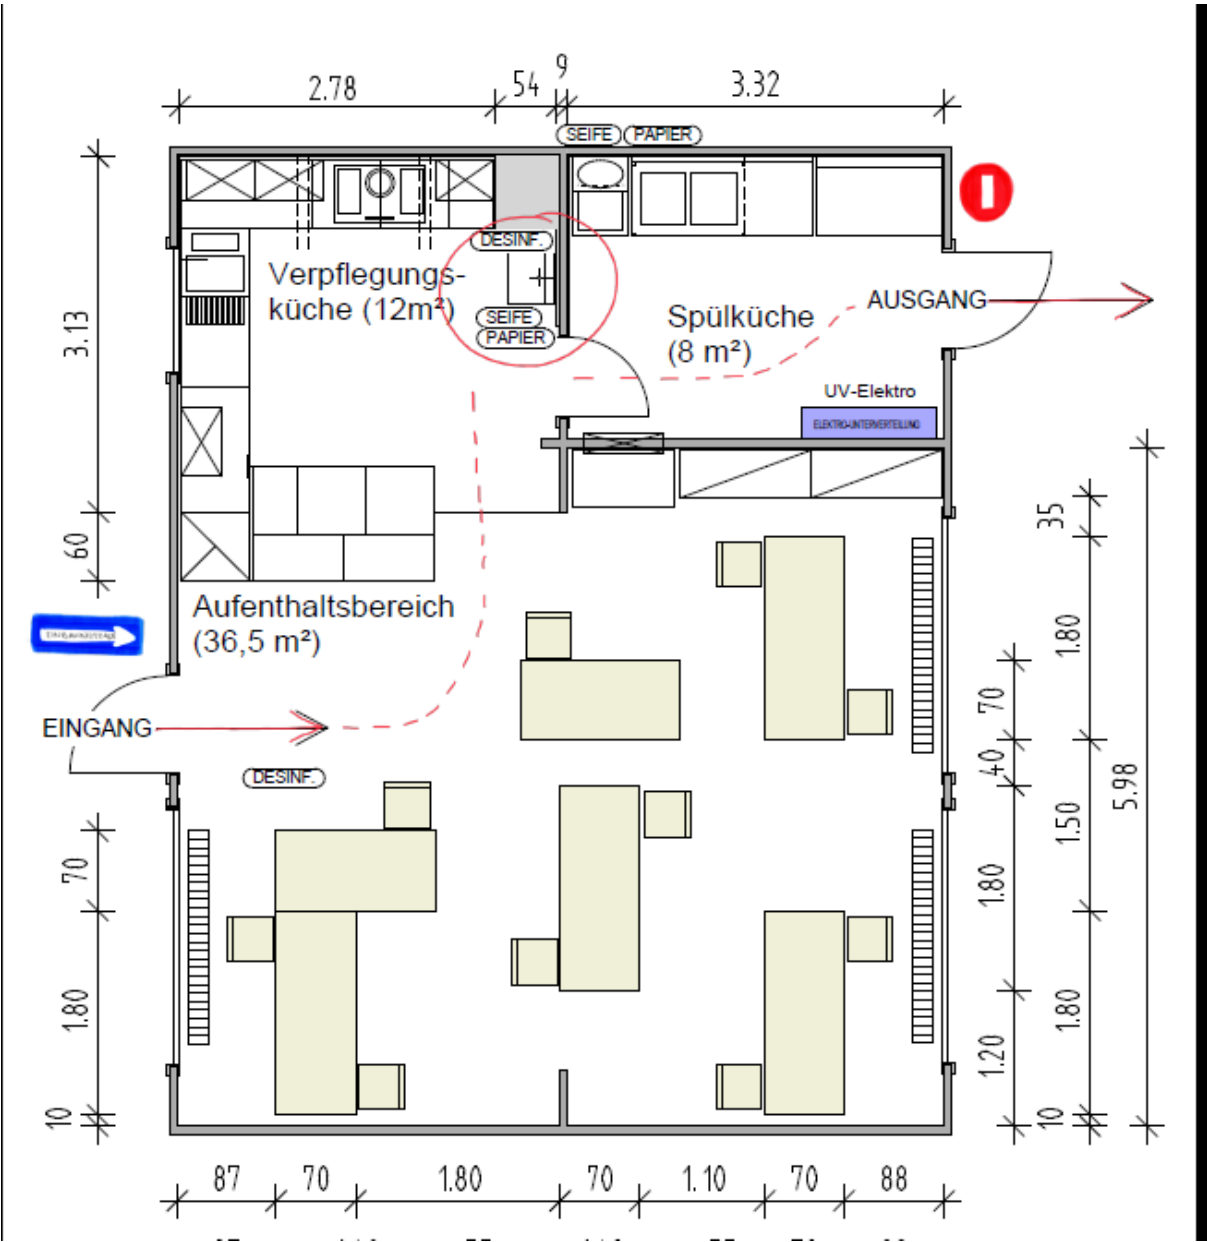 9
2.78
54
3.32
SEIFE PAPIER
DESINF.
Verpflegungs-
küche (12m²)
SEIFE
PAPIER
Spülküche
(8 m²)
AUSGANG
UV-Elektro
ELEKTRO-UNTERVERTEILUNG
3.13
60
Aufenthaltsbereich
(36,5 m²)
EINGANG
DESINF.
70
1.80
10
35
1.80
70
40
1.50
5.98
1.80
1.80
1.20
10
87
70
1.80
70
1.10
70
88